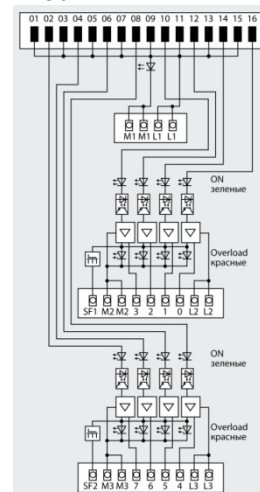 01 02 03 04 05 06 07 08 09 10 11 12 13 14 15 16
M1 M1 L1 L1
ON
зеленые
Overload
красные
SF1 M2 M2 3 2 1 0 L2 L2
ON
зеленые
Overload
красные
SF2 M3 M3 7 6 5 4 L3 L3